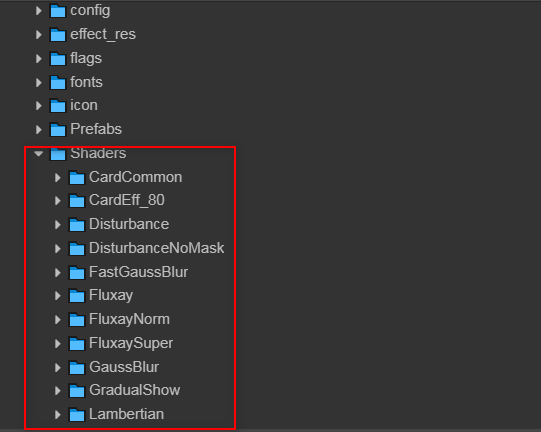 config
effect_res
flags
fonts
icon
Prefabs
Shaders
CardCommon
CardEff_80
Disturbance
DisturbanceNoMask
FastGaussBlur
Fluxay
FluxayNorm
FluxaySuper
GaussBlur
GradualShow
Lambertian